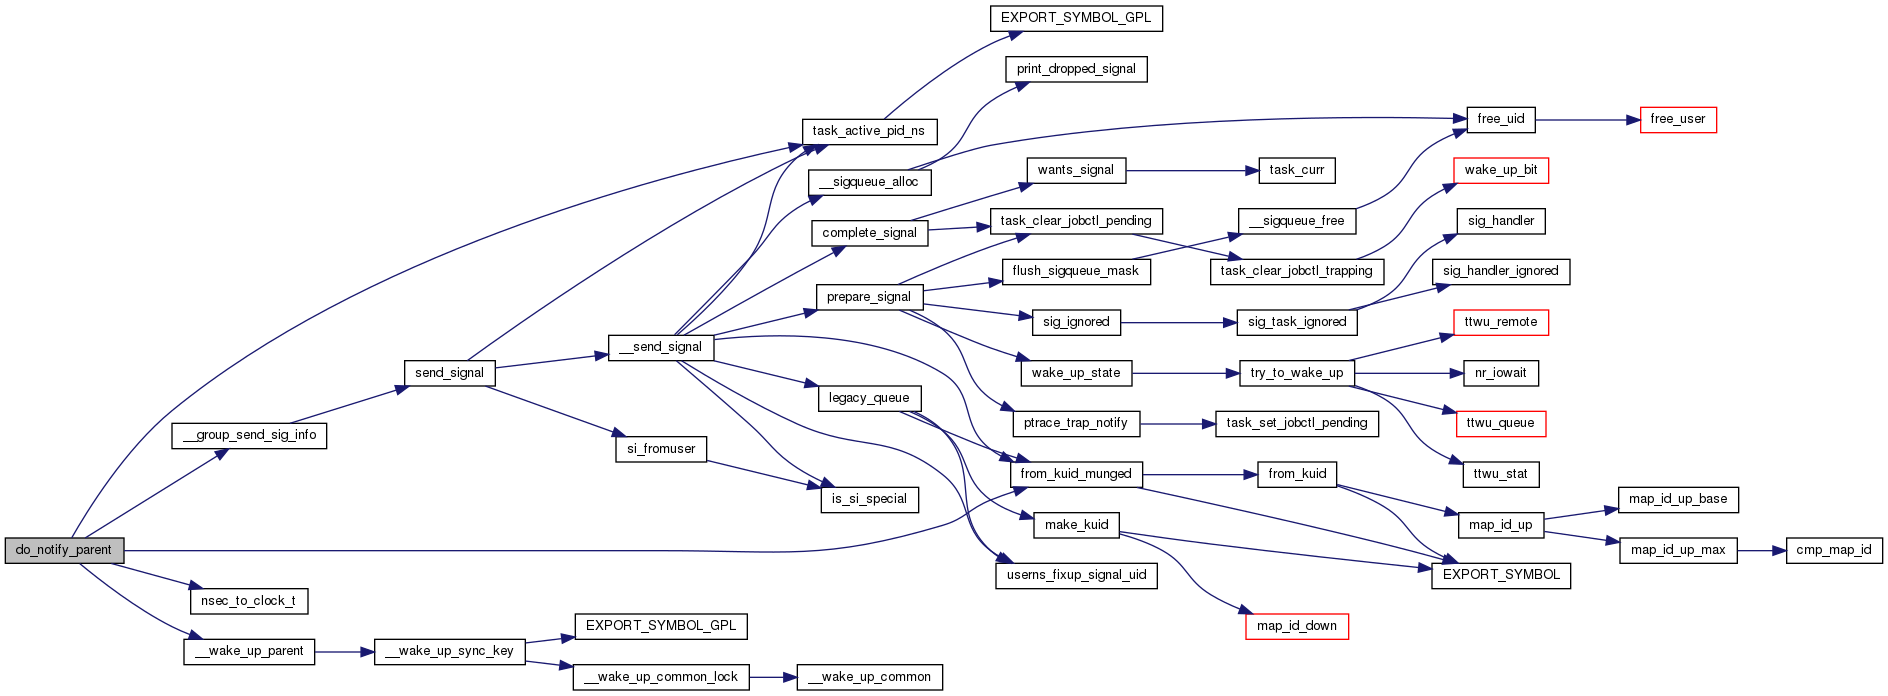 EXPORT_SYMBOL_GPL
print_dropped_signal
free_uid
free_user
task_active_pid_ns
wants_signal
task_curr
wake_up_bit
__sigqueue_alloc
task_clear_jobctl_pending
__sigqueue_free
sig_handler
complete_signal
flush_sigqueue_mask
task_clear_jobctl_trapping
sig_handler_ignored
prepare_signal
sig_ignored
sig_task_ignored
ttwu_remote
__send_signal
send_signal
wake_up_state
try_to_wake_up
nr_iowait
legacy_queue
ptrace_trap_notify
task_set_jobctl_pending
ttwu_queue
__group_send_sig_info
si_fromuser
from_kuid_munged
from_kuid
ttwu_stat
is_si_special
map_id_up_base
make_kuid
map_id_up
do_notify_parent
map_id_up_max
cmp_map_id
userns_fixup_signal_uid
EXPORT_SYMBOL
nsec_to_clock_t
EXPORT_SYMBOL_GPL
map_id_down
__wake_up_parent
__wake_up_sync_key
__wake_up_common_lock
__wake_up_common